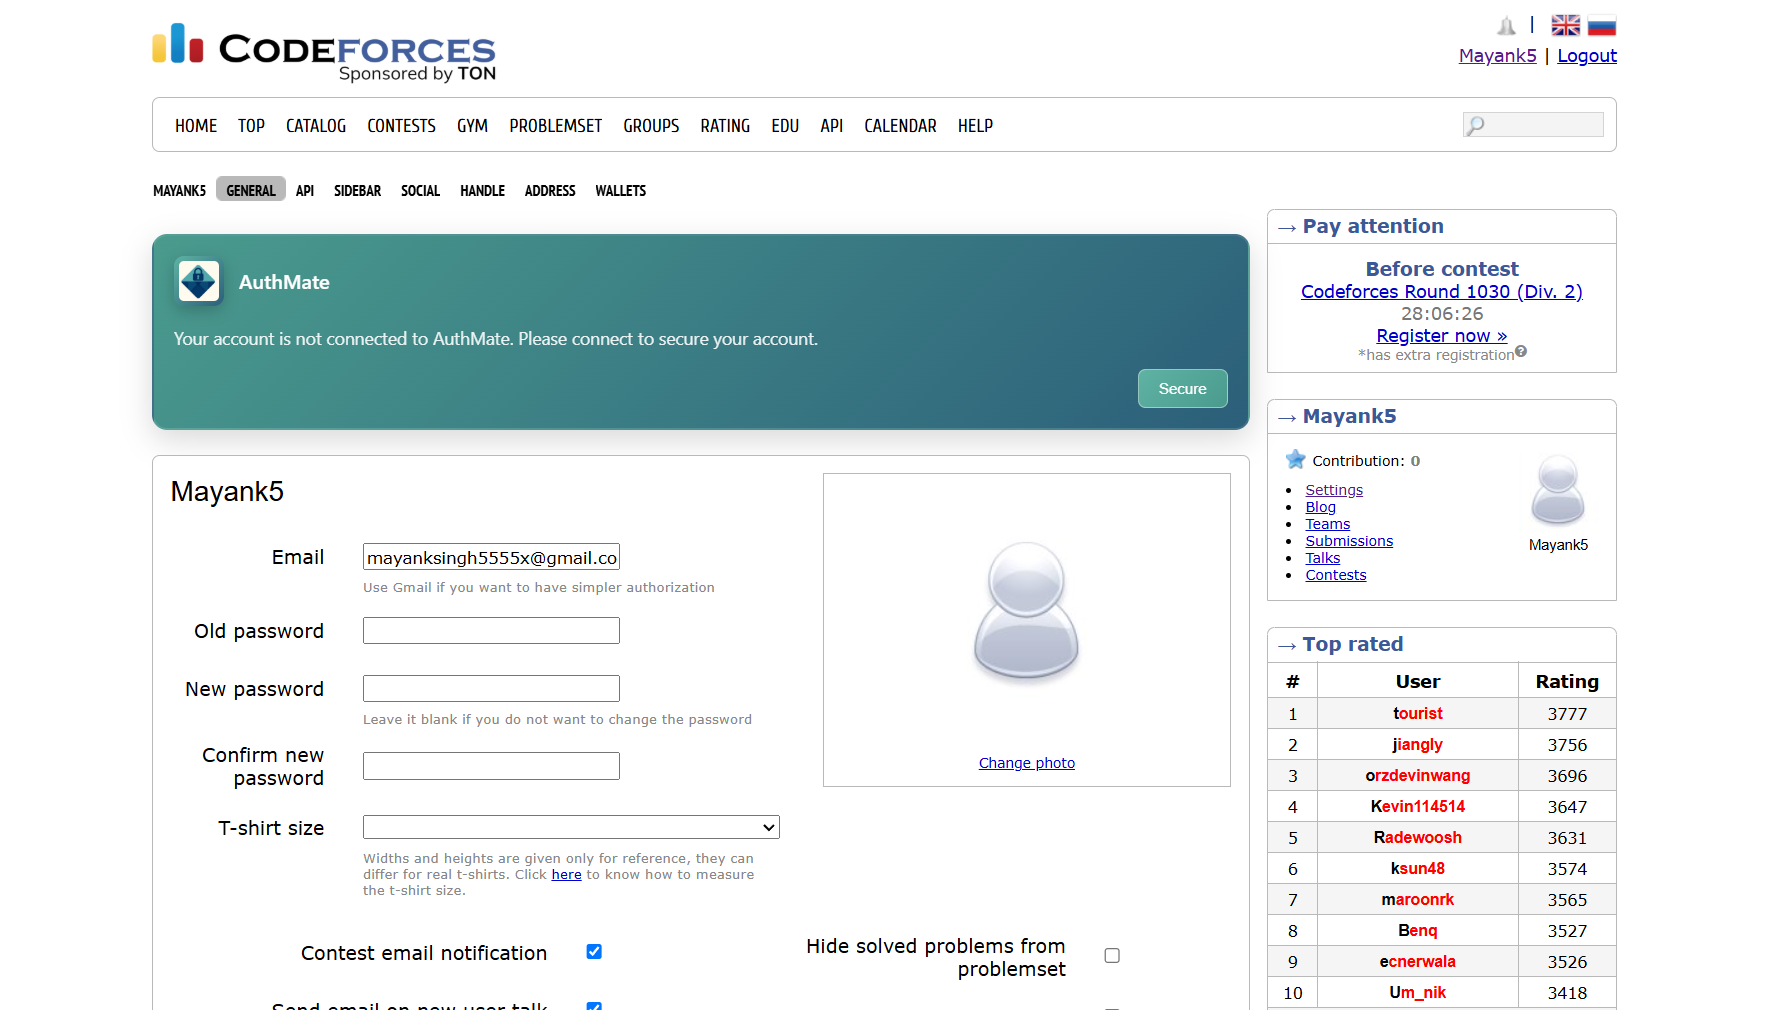 CODEFORCES
Sponsored by TON
|
Mayank5 | Logout
HOME TOP CATALOG CONTESTS GYM PROBLEMSET GROUPS RATING EDU API CALENDAR HELP
MAYANK5 GENERAL API SIDEBAR SOCIAL HANDLE ADDRESS WALLETS
AuthMate
Your account is not connected to AuthMate. Please connect to secure your account.
Secure
Mayank5
Email mayanksingh5555x@gmail.co
Use Gmail if you want to have simpler authorization
Old password
New password
Leave it blank if you do not want to change the password
Confirm new
password
T-shirt size
Widths and heights are given only for reference, they can
differ for real t-shirts. Click here to know how to measure
the t-shirt size.
Change photo
Contest email notification
Hide solved problems from
problemset
Send email on new user talk
→ Pay attention
Before contest
Codeforces Round 1030 (Div. 2)
28:06:26
Register now »
*has extra registration?
→ Mayank5
Contribution: 0
• Settings
• Blog
• Teams
• Submissions
• Talks
• Contests
Mayank5
→ Top rated
# User Rating
1 tourist 3777
2 jiangly 3756
3 orzdevinwang 3696
4 Kevin114514 3647
5 Radewoosh 3631
6 ksun48 3574
7 maroonrk 3565
8 Benq 3527
9 ecnerwala 3526
10 Um_nik 3418